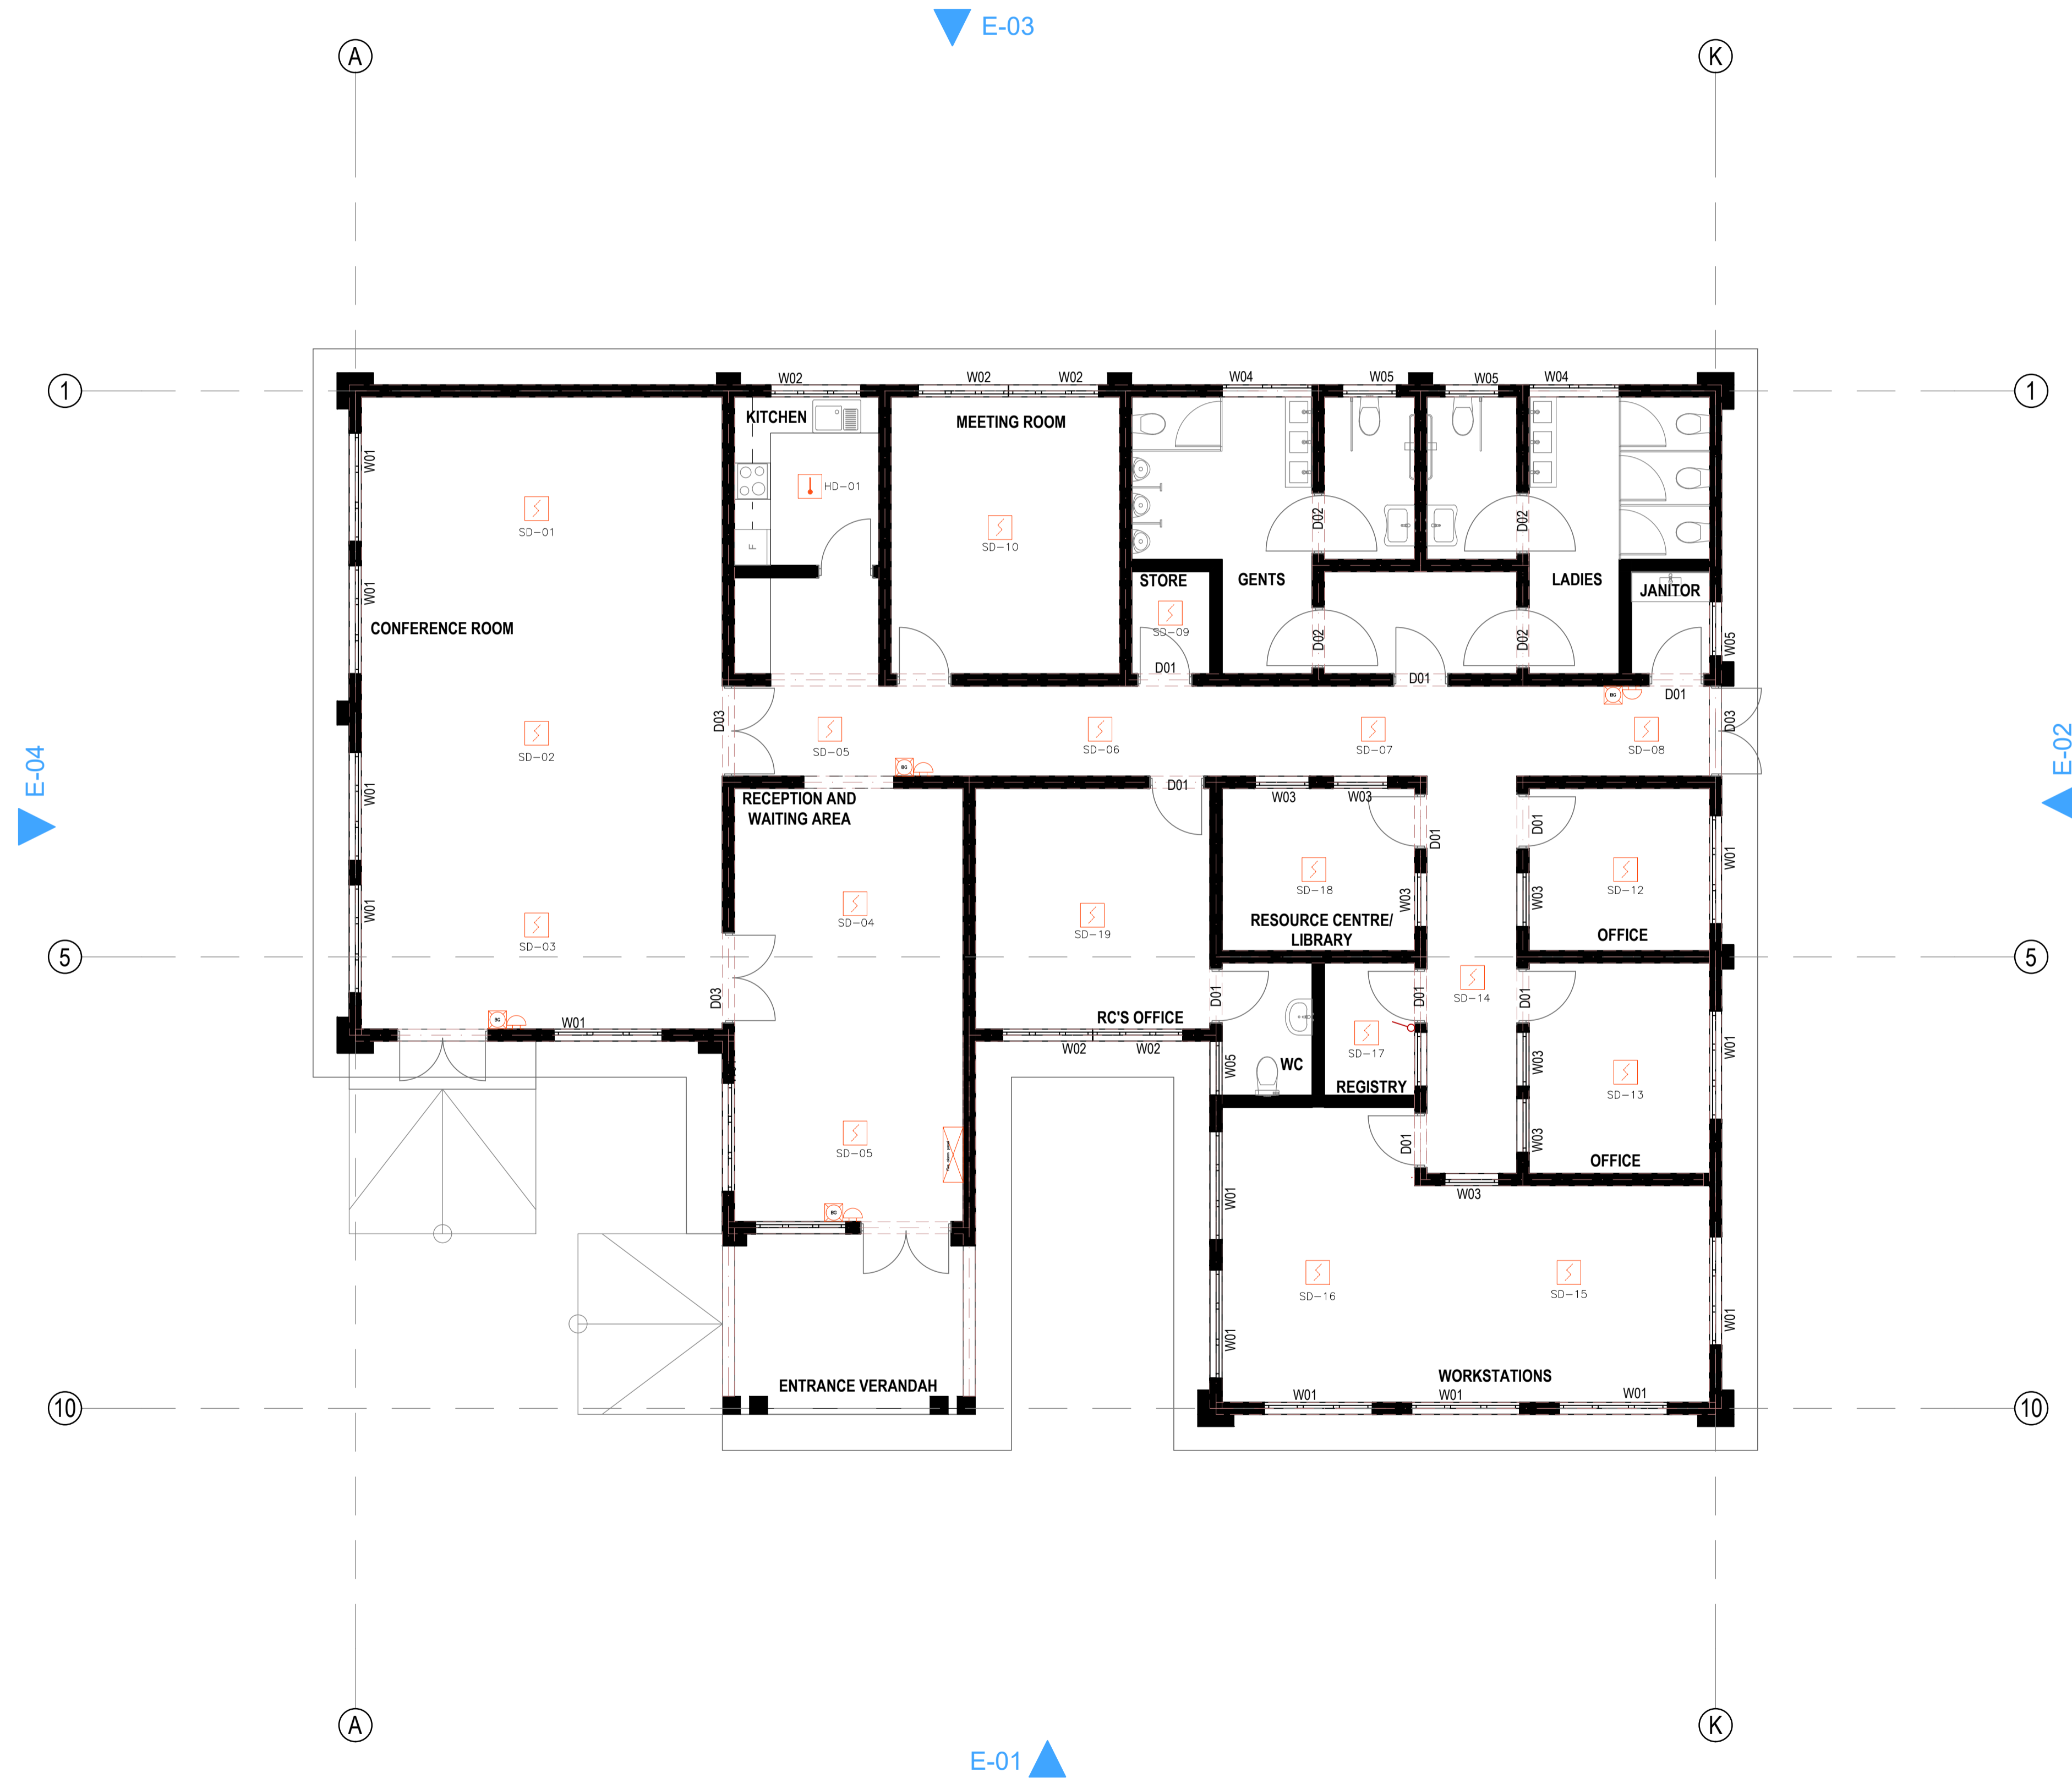 E-03
A
K
1
W02
W02
W02
W04
W05
W05
W04
1
KITCHEN
MEETING ROOM
W01
HD-01
SD-01
SD-10
D02
D02
W01
STORE
GENTS
LADIES
JANITOR
CONFERENCE ROOM
SD-09
D02
D02
W05
D01
D01
D01
BG
D03
D03
SD-02
SD-05
SD-06
SD-07
SD-08
E-04
E-02
BG
W01
RECEPTION AND
WAITING AREA
D01
W03
W03
D01
D01
W01
SD-18
SD-12
W01
W03
W03
SD-04
SD-19
RESOURCE CENTRE/
LIBRARY
OFFICE
SD-03
5
5
D03
D01
D01
SD-14
D01
BG
W01
RC'S OFFICE
W02
W02
SD-17
W05
WC
W03
W01
REGISTRY
SD-13
SD-05
D01
W03
OFFICE
W01
W03
BG
SD-16
SD-15
W01
W01
ENTRANCE VERANDAH
WORKSTATIONS
W01
W01
W01
10
10
A
K
E-01